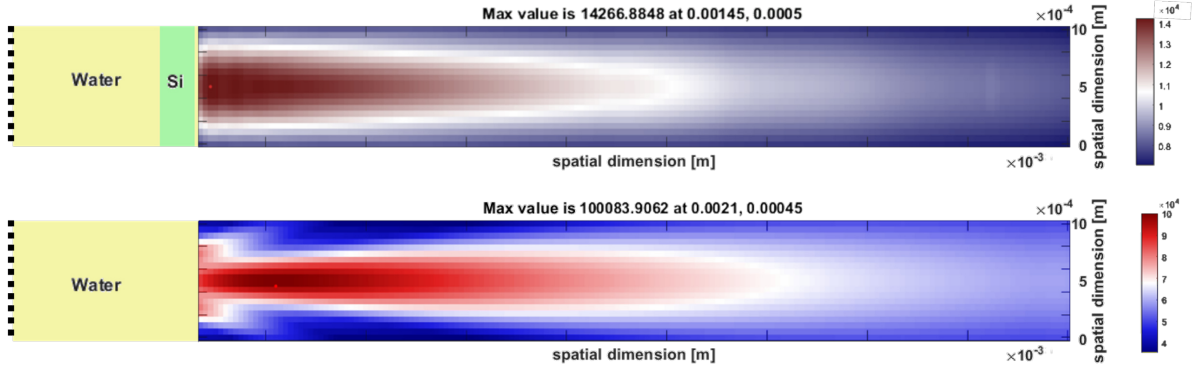 Max value is 14266.8848 at 0.00145, 0.0005
×10⁻⁴
×10⁴
10
5
0
spatial dimension [m]
Water
Si
1.4
1.3
1.2
1.1
1
0.9
0.8
spatial dimension [m]
×10⁻³
Max value is 100083.9062 at 0.0021, 0.00045
×10⁻⁴
×10⁴
10
5
0
spatial dimension [m]
Water
10
9
8
7
6
5
4
spatial dimension [m]
×10⁻³